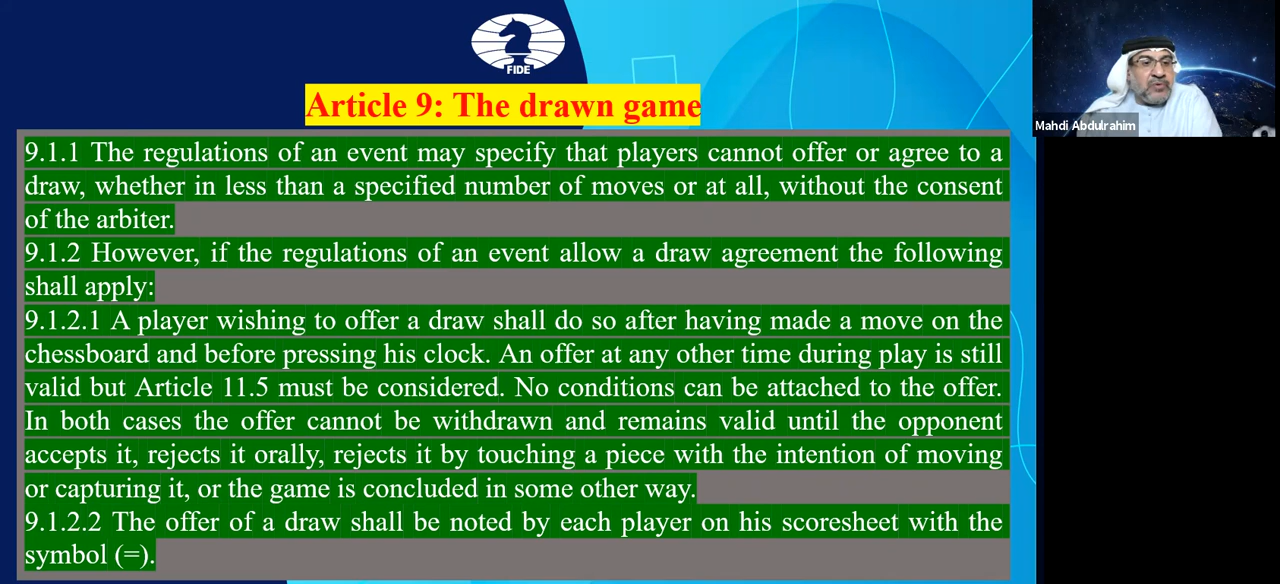 FIDE
Article 9: The drawn game
9.1.1 The regulations of an event may specify that players cannot offer or agree to a
draw, whether in less than a specified number of moves or at all, without the consent
of the arbiter.
9.1.2 However, if the regulations of an event allow a draw agreement the following
shall apply:
9.1.2.1 A player wishing to offer a draw shall do so after having made a move on the
chessboard and before pressing his clock. An offer at any other time during play is still
valid but Article 11.5 must be considered. No conditions can be attached to the offer.
In both cases the offer cannot be withdrawn and remains valid until the opponent
accepts it, rejects it orally, rejects it by touching a piece with the intention of moving
or capturing it, or the game is concluded in some other way.
9.1.2.2 The offer of a draw shall be noted by each player on his scoresheet with the
symbol (=).
Mahdi Abdulrahim